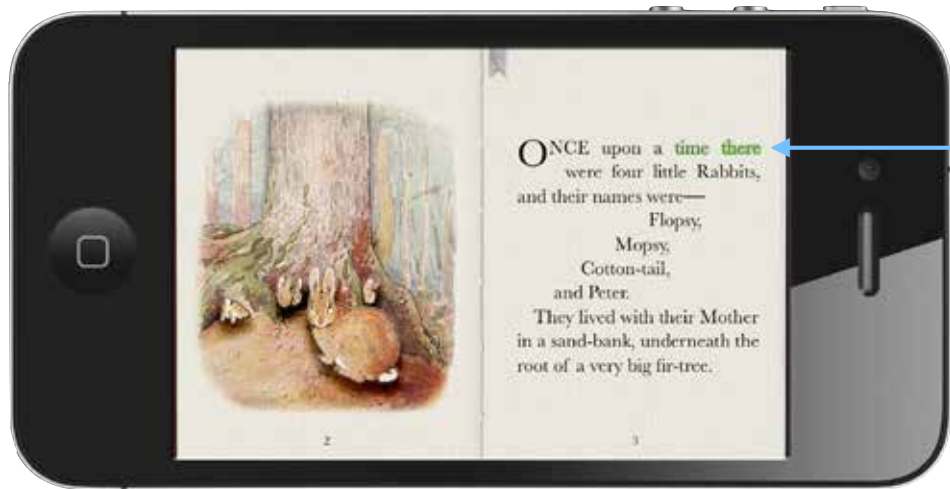 ONCE upon a time there
were four little Rabbits,
and their names were—
Flopsy,
Mopsy,
Cotton-tail,
and Peter.
They lived with their Mother
in a sand-bank, underneath the
root of a very big fir-tree.
2
3